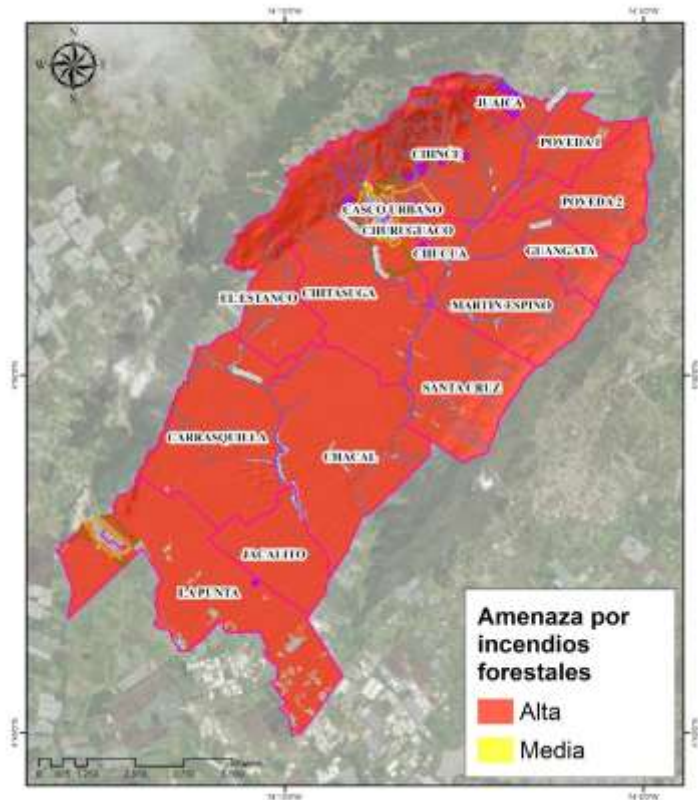 N
W
E
S
JUAICA
POVEDA 1
CHINCE
POVEDA 2
CASCO URBANO
CHURUGUACO
CHUCUA
GUANGATA
EL ESTANCO
CHITASUGA
MARTIN ESPINO
SANTA CRUZ
CARRASQUILLA
CHACAL
JACALITO
LA PUNTA
Amenaza por
incendios
forestales
Alta
Media
0